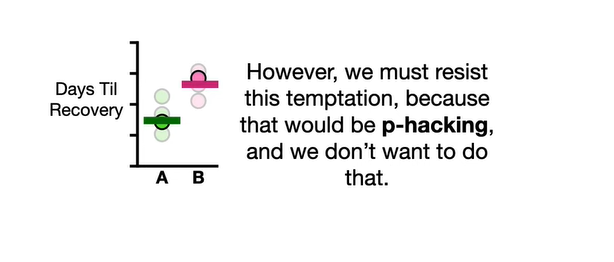 Days Til
Recovery
A
B
However, we must resist
this temptation, because
that would be p-hacking,
and we don’t want to do
that.